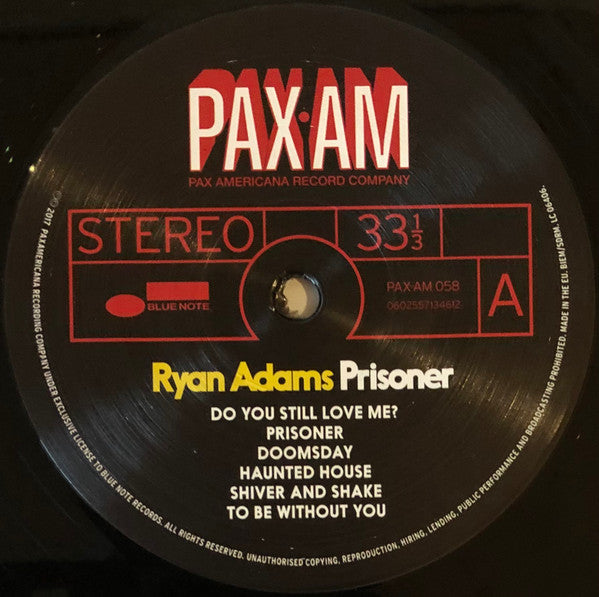 PAX·AM
PAX AMERICANA RECORD COMPANY
STEREO
33 1/3
BLUE NOTE
PAX-AM 058
0602557134612
A
Ryan Adams Prisoner
DO YOU STILL LOVE ME?
PRISONER
DOOMSDAY
HAUNTED HOUSE
SHIVER AND SHAKE
TO BE WITHOUT YOU
℗© 2017 PAXAMERICANA RECORDING COMPANY UNDER EXCLUSIVE LICENSE TO BLUE NOTE RECORDS. ALL RIGHTS RESERVED. UNAUTHORISED COPYING, REPRODUCTION, HIRING, LENDING, PUBLIC PERFORMANCE AND BROADCASTING PROHIBITED. MADE IN THE EU. BIEM/SDRM. LC 06406.